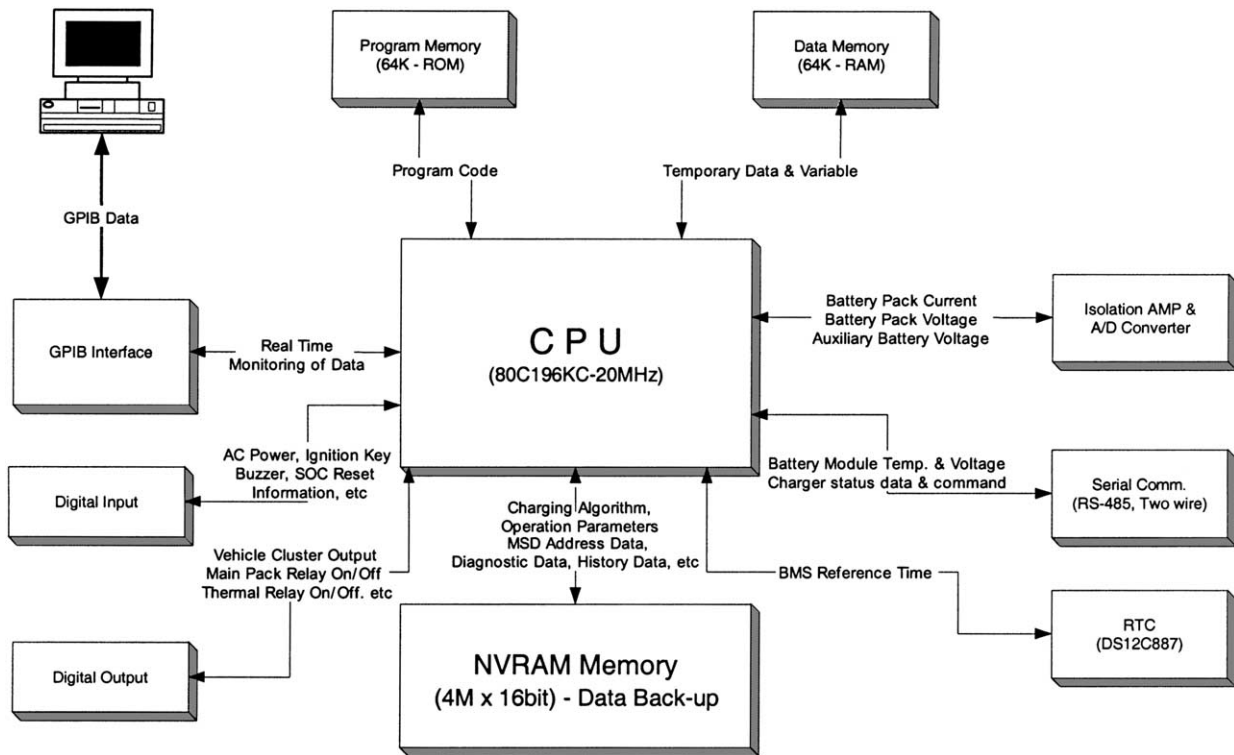 Program Memory
(64K - ROM)
Data Memory
(64K - RAM)
Program Code
Temporary Data & Variable
GPIB Data
GPIB Interface
Real Time
Monitoring of Data
C P U
(80C196KC-20MHz)
Battery Pack Current
Battery Pack Voltage
Auxiliary Battery Voltage
Isolation AMP &
A/D Converter
AC Power, Ignition Key
Buzzer, SOC Reset
Information, etc
Digital Input
Battery Module Temp. & Voltage
Charger status data & command
Serial Comm.
(RS-485, Two wire)
Charging Algorithm,
Operation Parameters
MSD Address Data,
Diagnostic Data, History Data, etc
Vehicle Cluster Output
Main Pack Relay On/Off
Thermal Relay On/Off. etc
Digital Output
BMS Reference Time
RTC
(DS12C887)
NVRAM Memory
(4M x 16bit) - Data Back-up